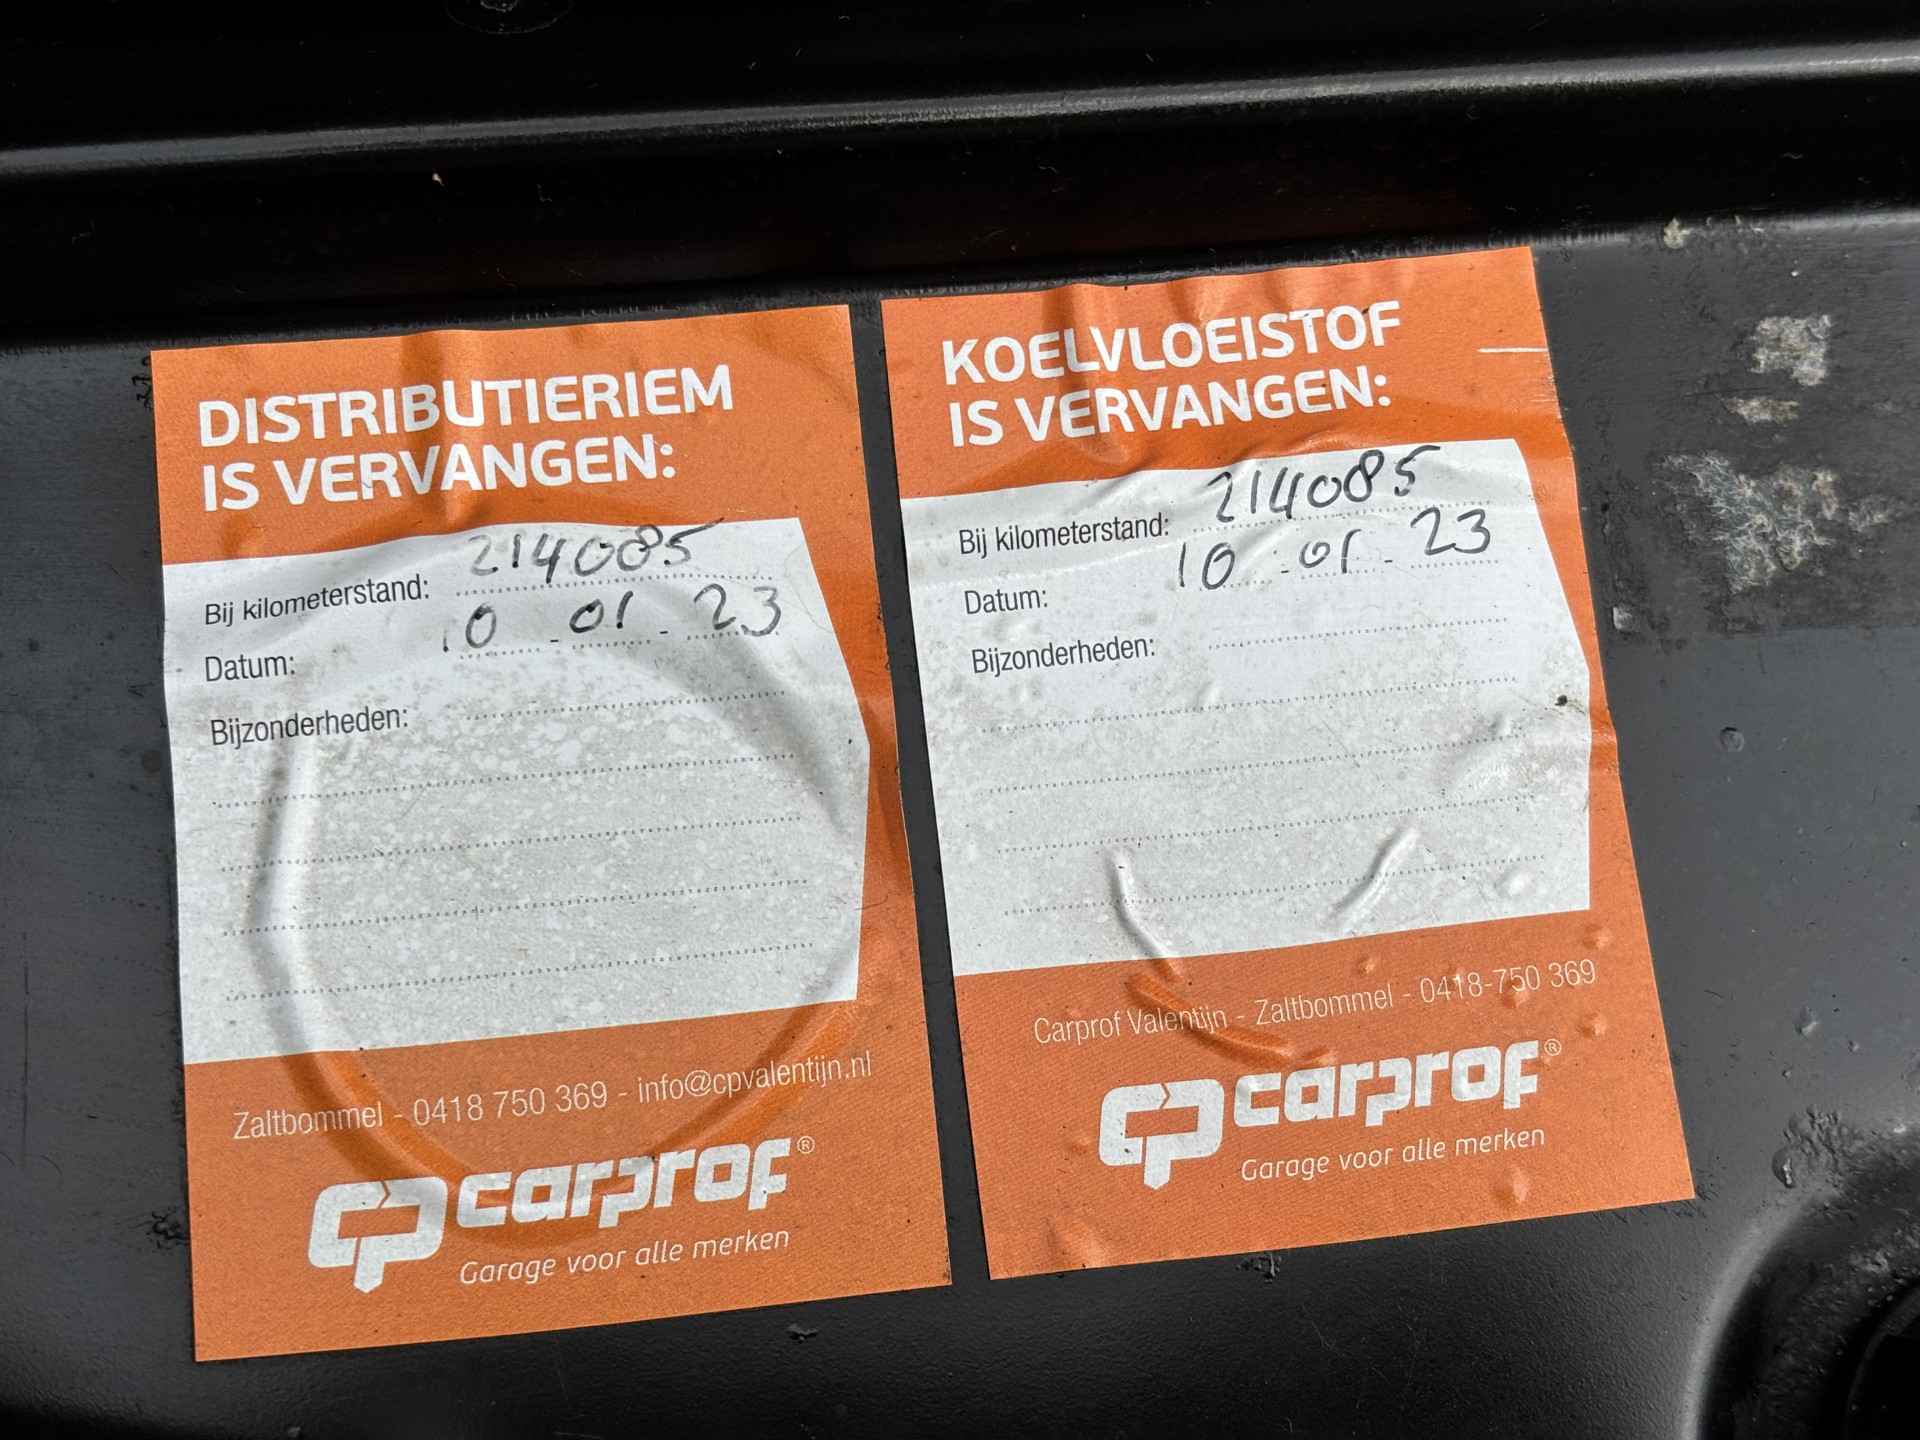 DISTRIBUTIERIEM
IS VERVANGEN:
Bij kilometerstand: 214085
Datum: 10 - 01 - 23
Bijzonderheden:
Zaltbommel - 0418 750 369 - info@cpvalentijn.nl
CP carprof®
Garage voor alle merken
KOELVLOEISTOF
IS VERVANGEN:
Bij kilometerstand: 214085
Datum: 10 - 01 - 23
Bijzonderheden:
Carprof Valentijn - Zaltbommel - 0418-750 369
CP carprof®
Garage voor alle merken